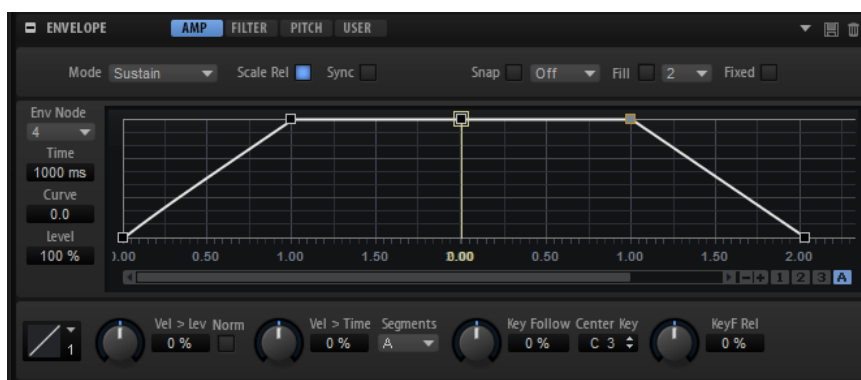 ENVELOPE AMP FILTER PITCH USER
Mode Sustain Scale Rel Sync Snap Off Fill 2 Fixed
Env Node
4
Time
1000 ms
Curve
0.0
Level
100 %
0.00 0.50 1.00 1.50 0.00 0.50 1.00 1.50 2.00
1 2 3 A
Vel > Lev Norm Vel > Time Segments Key Follow Center Key KeyF Rel
1 0 % 0 % A 0 % C 3 0 %